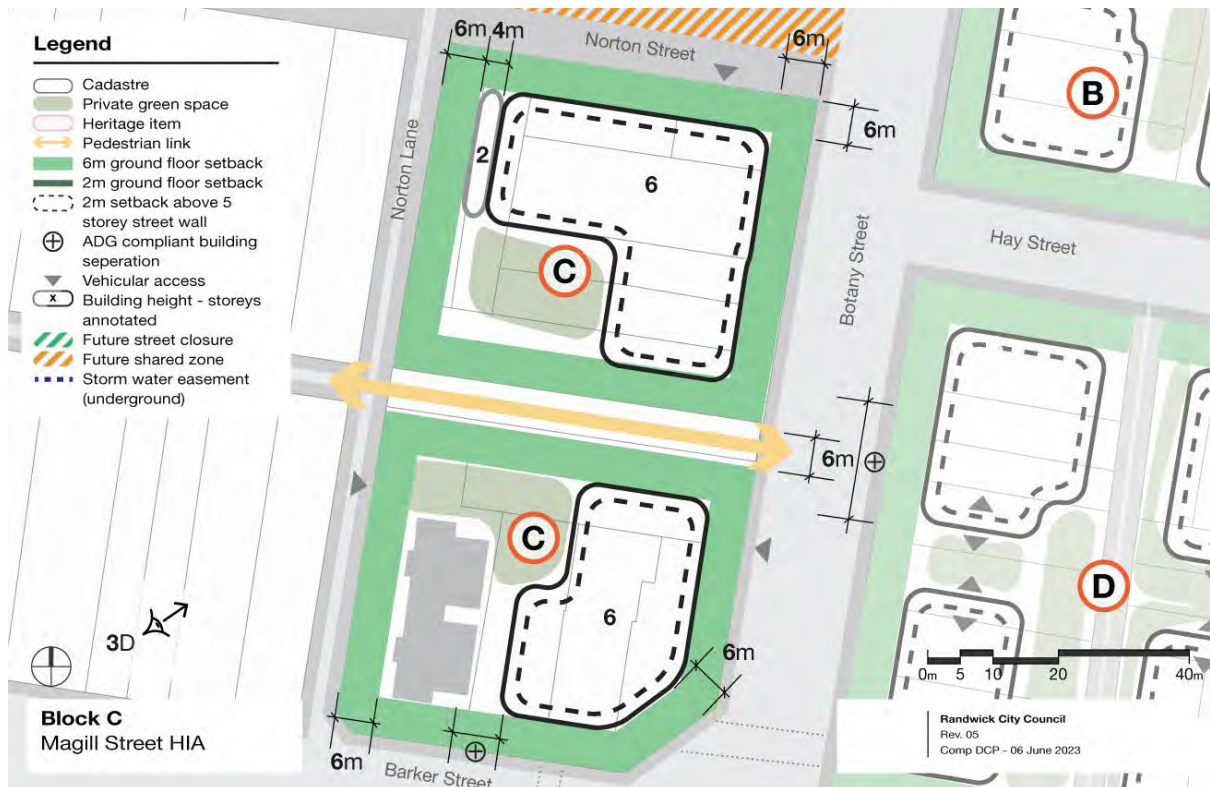 Legend
Cadastre
Private green space
Heritage item
Pedestrian link
6m ground floor setback
2m ground floor setback
2m setback above 5
storey street wall
ADG compliant building
seperation
Vehicular access
x
Building height - storeys
annotated
Future street closure
Future shared zone
Storm water easement
(underground)
6m 4m
Norton Street
6m
6m
Norton Lane
2
6
C
Botany Street
B
Hay Street
6m
C
6
D
3D
6m
6m
Barker Street
0m 5 10 20 40m
Block C
Magill Street HIA
Randwick City Council
Rev. 05
Comp DCP - 06 June 2023